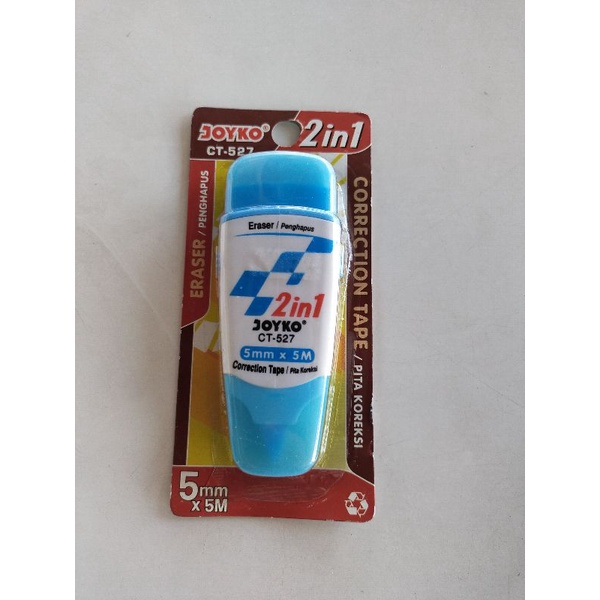 JOYKO®
CT-527
2in1
ERASER / PENGHAPUS
CORRECTION TAPE / PITA KOREKSI
Eraser / Penghapus
2in1
JOYKO®
CT-527
5mm x 5M
Correction Tape / Pita Koreksi
5mm
x 5M